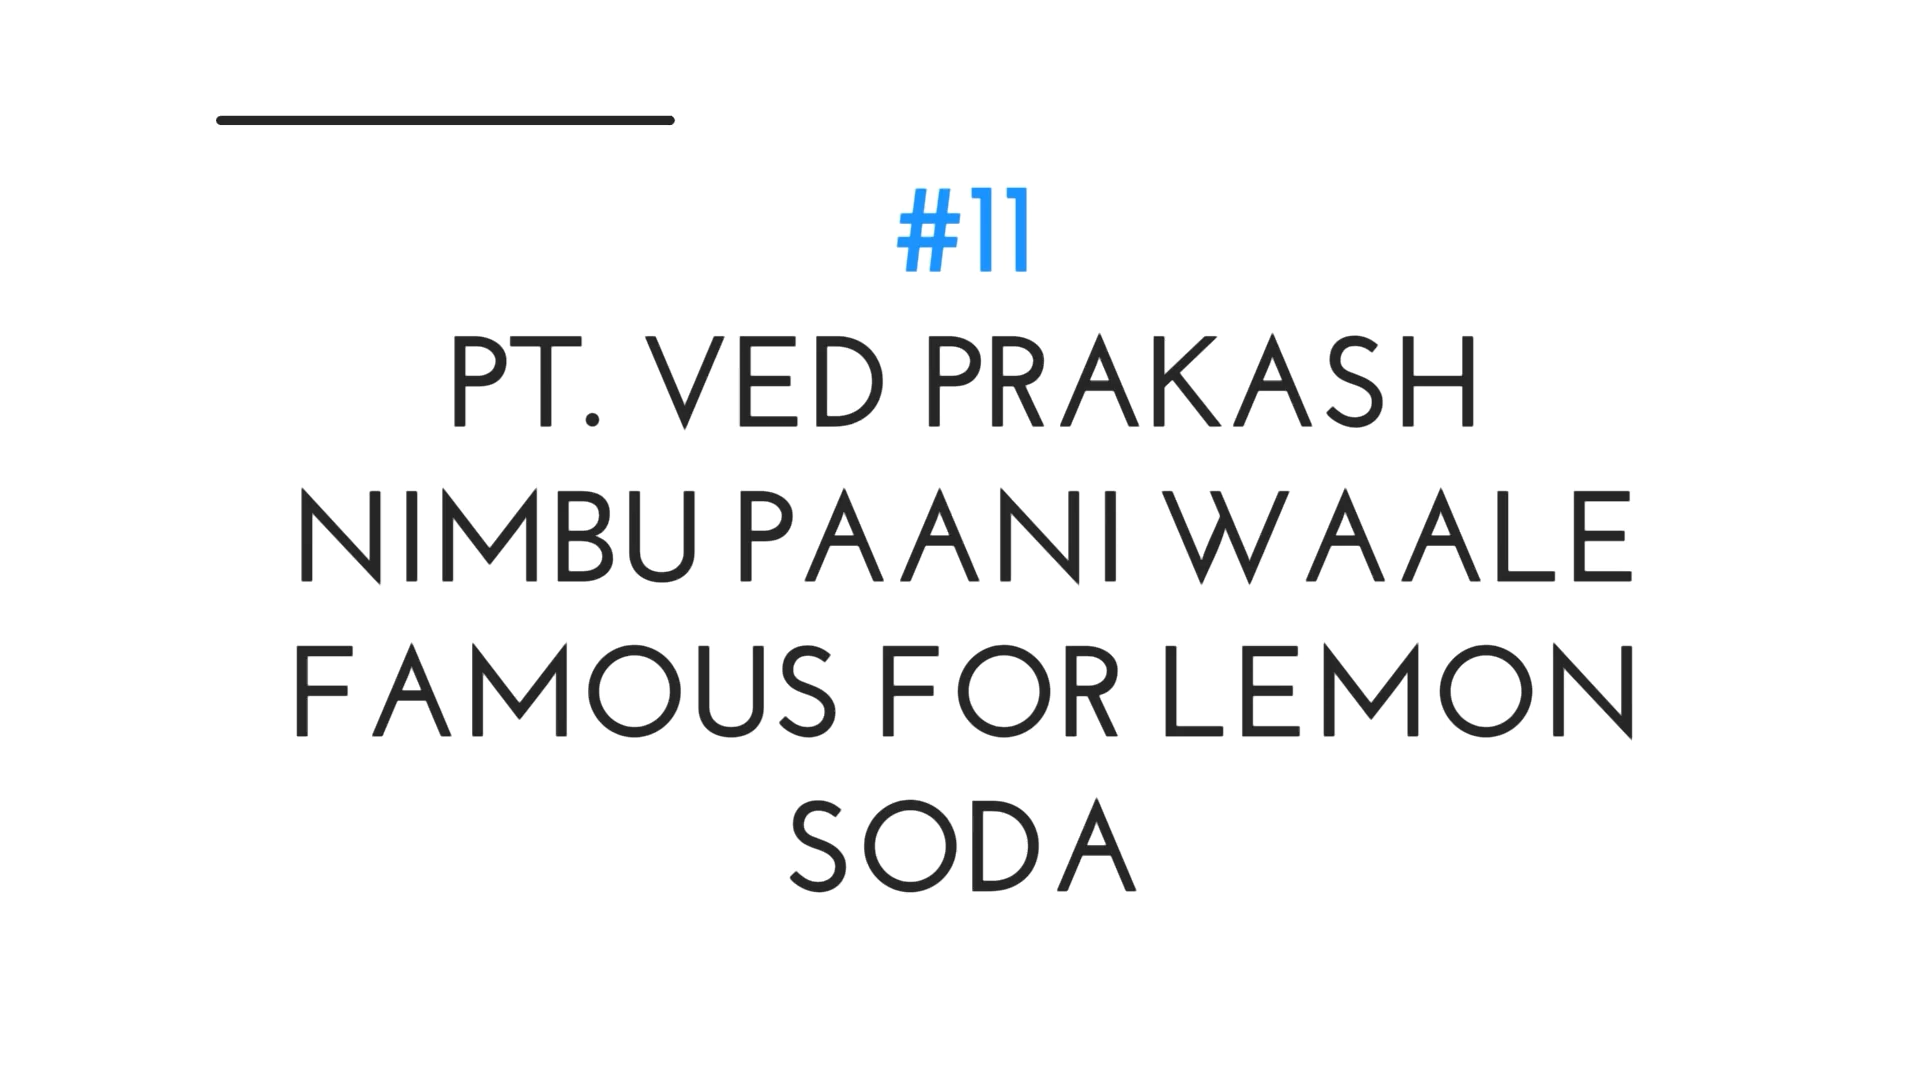 #11
PT. VED PRAKASH
NIMBU PAANI WAALE
FAMOUS FOR LEMON
SODA